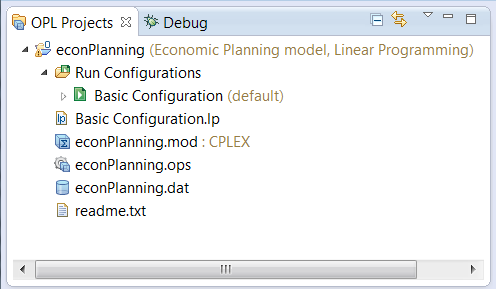 OPL Projects Debug
econPlanning (Economic Planning model, Linear Programming)
Run Configurations
Basic Configuration (default)
lp Basic Configuration.lp
econPlanning.mod : CPLEX
econPlanning.ops
econPlanning.dat
readme.txt